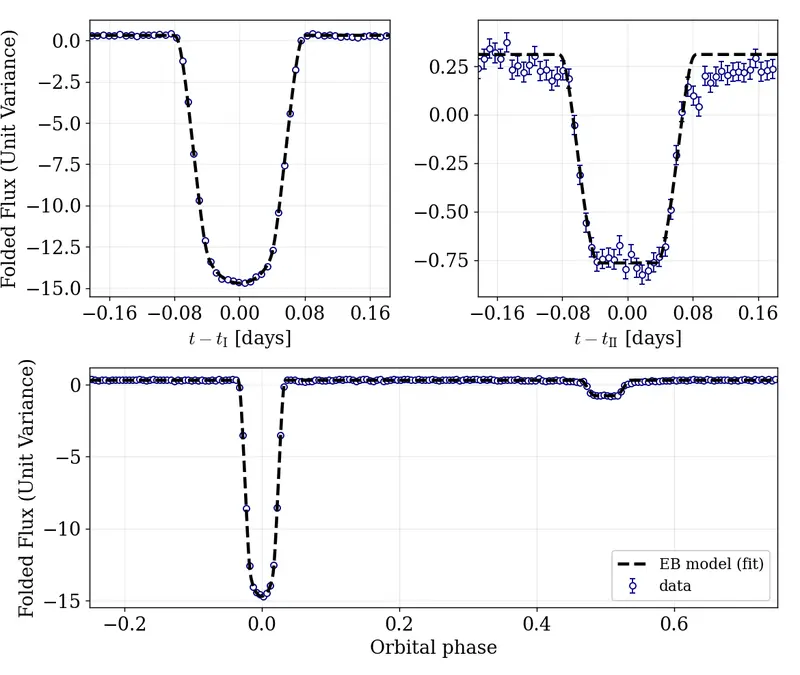 Folded Flux (Unit Variance)
0.0
−2.5
−5.0
−7.5
−10.0
−12.5
−15.0
−0.16 −0.08 0.00 0.08 0.16
t − tI [days]
0.25
0.00
−0.25
−0.50
−0.75
−0.16 −0.08 0.00 0.08 0.16
t − tII [days]
Folded Flux (Unit Variance)
0
−5
−10
−15
−0.2 0.0 0.2 0.4 0.6
Orbital phase
EB model (fit)
data